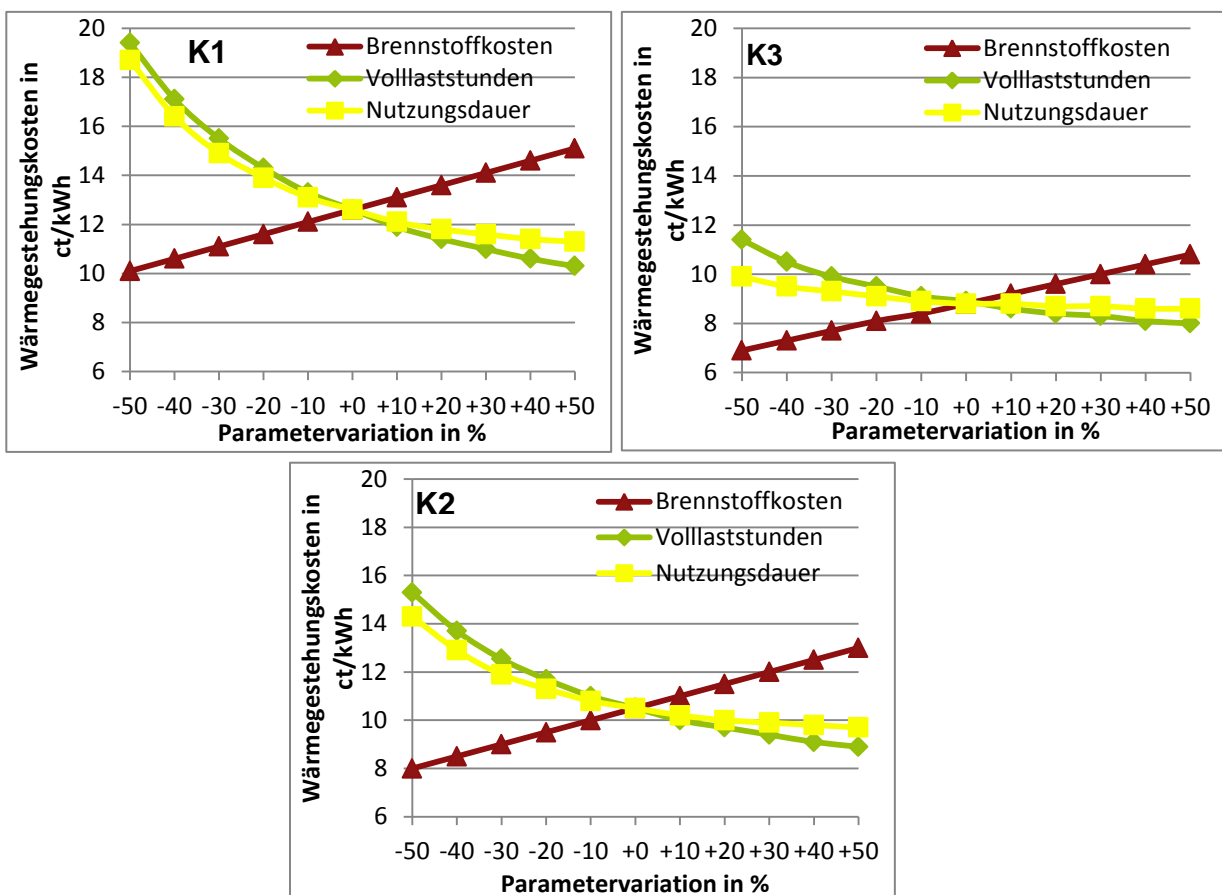 K1
Brennstoffkosten
Volllaststunden
Nutzungsdauer
Wärmegestehungskosten in
ct/kWh
20
18
16
14
12
10
8
6
-50 -40 -30 -20 -10 +0 +10 +20 +30 +40 +50
Parametervariation in %
K3
Brennstoffkosten
Volllaststunden
Nutzungsdauer
Wärmegestehungskosten in
ct/kWh
20
18
16
14
12
10
8
6
-50 -40 -30 -20 -10 +0 +10 +20 +30 +40 +50
Parametervariation in %
K2
Brennstoffkosten
Volllaststunden
Nutzungsdauer
Wärmegestehungskosten in
ct/kWh
20
18
16
14
12
10
8
6
-50 -40 -30 -20 -10 +0 +10 +20 +30 +40 +50
Parametervariation in %